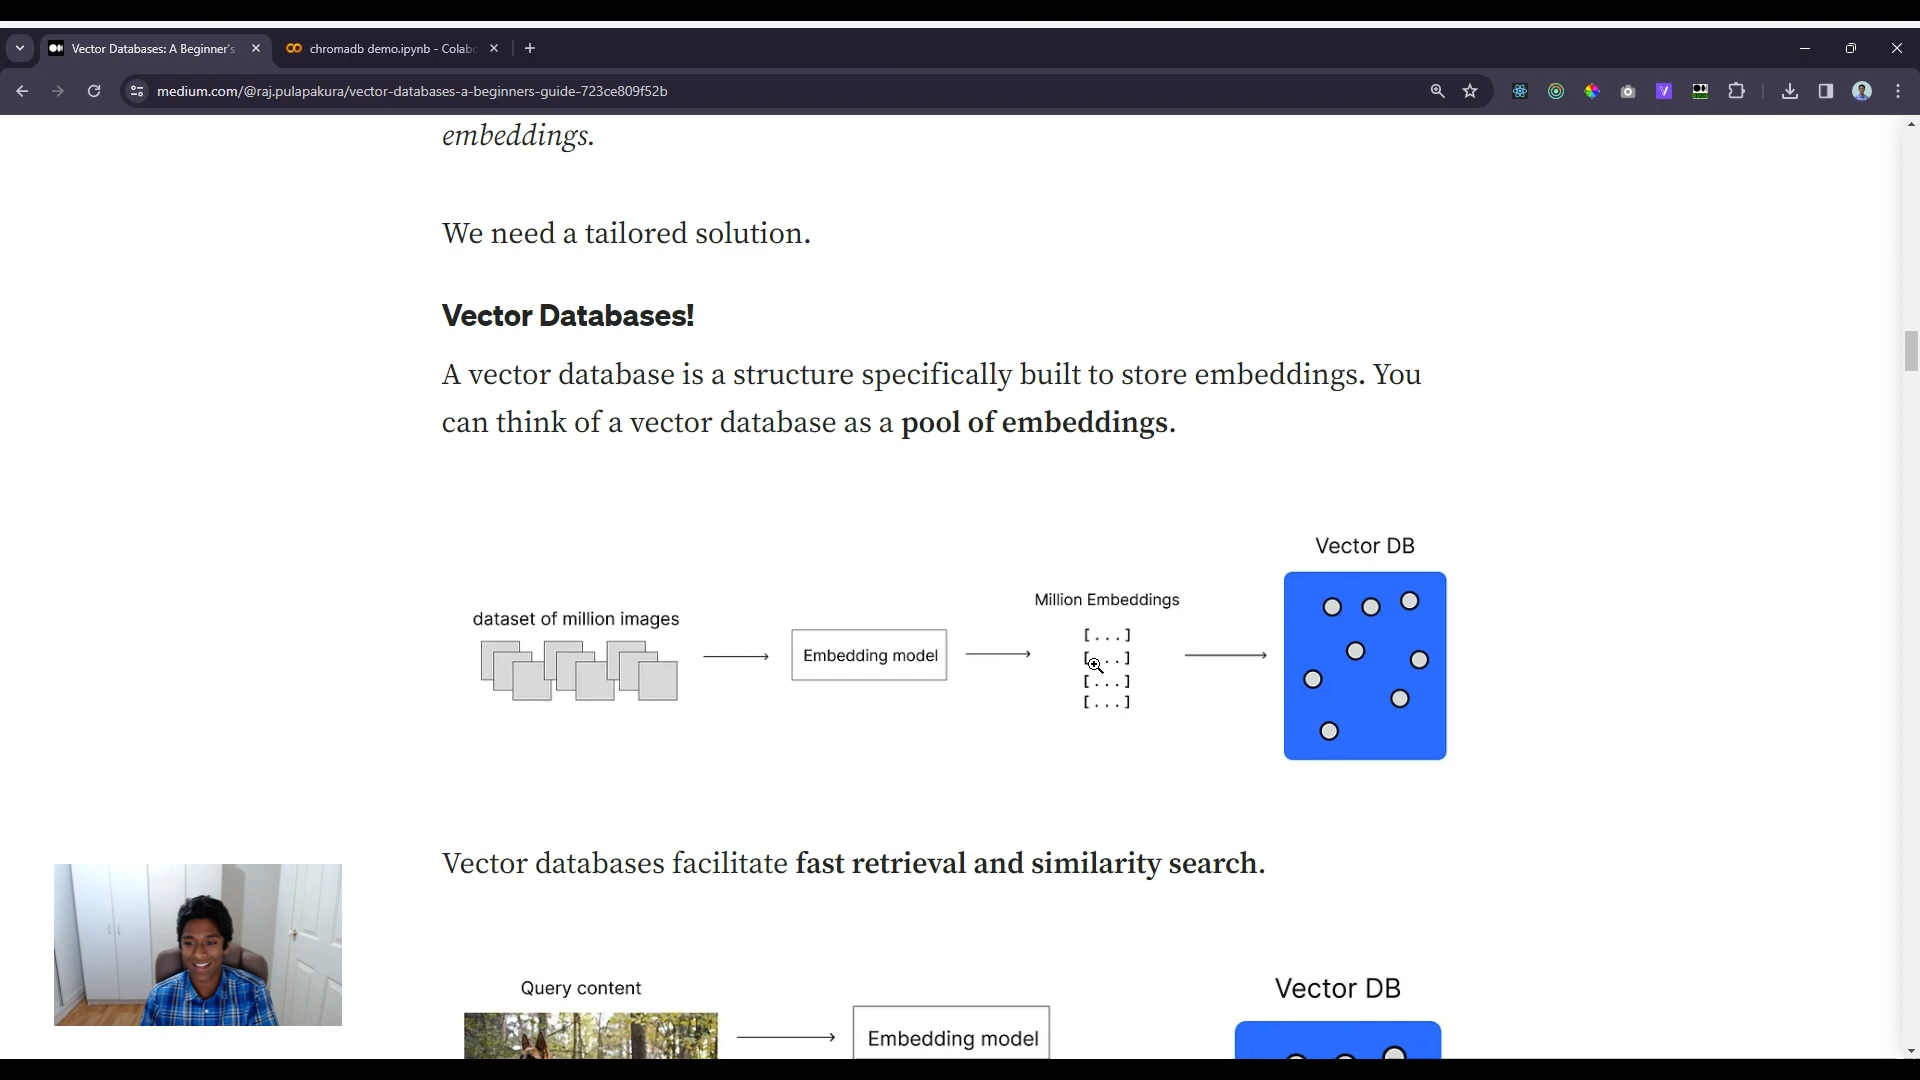 Vector Databases: A Beginner's
chromadb demo.ipynb - Colab
medium.com/@raj.pulapakura/vector-databases-a-beginners-guide-723ce809f52b
embeddings.
We need a tailored solution.
Vector Databases!
A vector database is a structure specifically built to store embeddings. You
can think of a vector database as a pool of embeddings.
Vector DB
Million Embeddings
dataset of million images
Embedding model
[...]
[...]
[...]
[...]
Vector databases facilitate fast retrieval and similarity search.
Query content
Vector DB
Embedding model